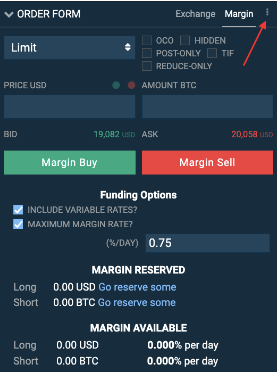 ORDER FORM Exchange Margin
Limit
OCO HIDDEN
POST-ONLY TIF
REDUCE-ONLY
PRICE USD AMOUNT BTC
BID 19,082 USD ASK 20,058 USD
Margin Buy Margin Sell
Funding Options
INCLUDE VARIABLE RATES?
MAXIMUM MARGIN RATE?
(%/DAY) 0.75
MARGIN RESERVED
Long 0.00 USD Go reserve some
Short 0.00 BTC Go reserve some
MARGIN AVAILABLE
Long 0.00 USD 0.000% per day
Short 0.00 BTC 0.000% per day